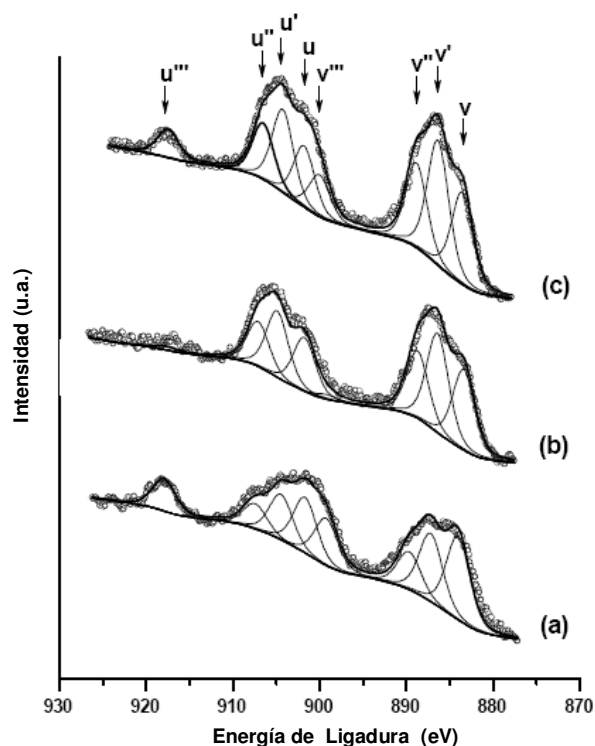 u'''
u''
u'
u
v'''
v''
v'
v
(c)
(b)
(a)
Intensidad (u.a.)
930 920 910 900 890 880 870
Energía de Ligadura (eV)